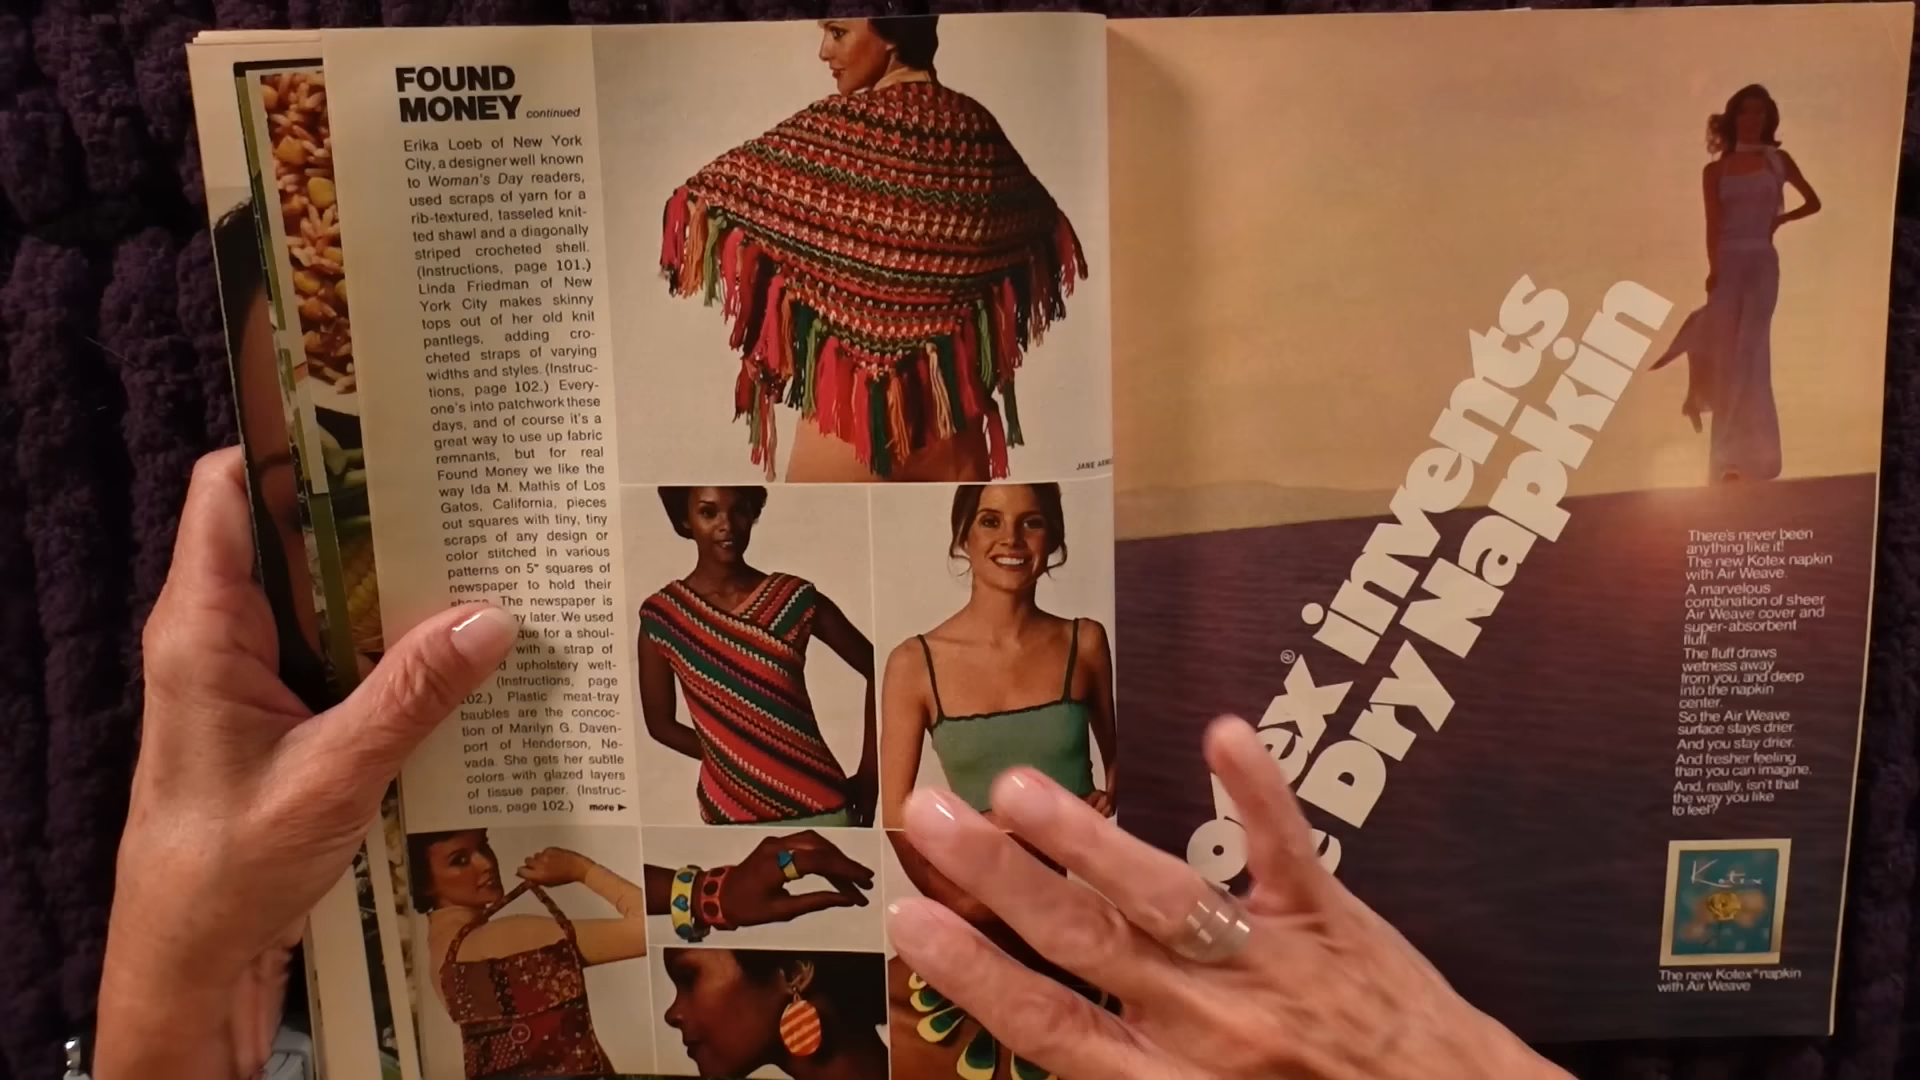 FOUND
MONEY continued
Erika Loeb of New York
City, a designer well known
to Woman's Day readers,
used scraps of yarn for a
rib-textured, tasseled knit-
ted shawl and a diagonally
striped crocheted shell.
(Instructions, page 101.)
Linda Friedman of New
York City makes skinny
tops out of her old knit
pantlegs, adding cro-
cheted straps of varying
widths and styles. (Instruc-
tions, page 102.) Every-
one's into patchwork these
days, and of course it's a
great way to use up fabric
remnants, but for real
Found Money we like the
way Ida M. Mathis of Los
Gatos, California, pieces
out squares with tiny, tiny
scraps of any design or
color stitched in various
patterns on 5" squares of
newspaper to hold their
The newspaper is
later. We used
for a shoul-
with a strap of
upholstery welt-
(Instructions, page
102.) Plastic meat-tray
baubles are the concoc-
tion of Marilyn G. Daven-
port of Henderson, Ne-
vada. She gets her subtle
colors with glazed layers
of tissue paper. (Instruc-
tions, page 102.) more ►
JANE
® invents
Dry Napkin
There's never been
anything like it!
The new Kotex napkin
with Air Weave.
A marvelous
combination of sheer
Air Weave cover and
super-absorbent
fluff.
The fluff draws
wetness away
from you, and deep
into the napkin
center.
So the Air Weave
surface stays drier.
And you stay drier.
And fresher feeling
than you can imagine.
And, really, isn't that
the way you like
to feel?
Kotex
The new Kotex® napkin
with Air Weave